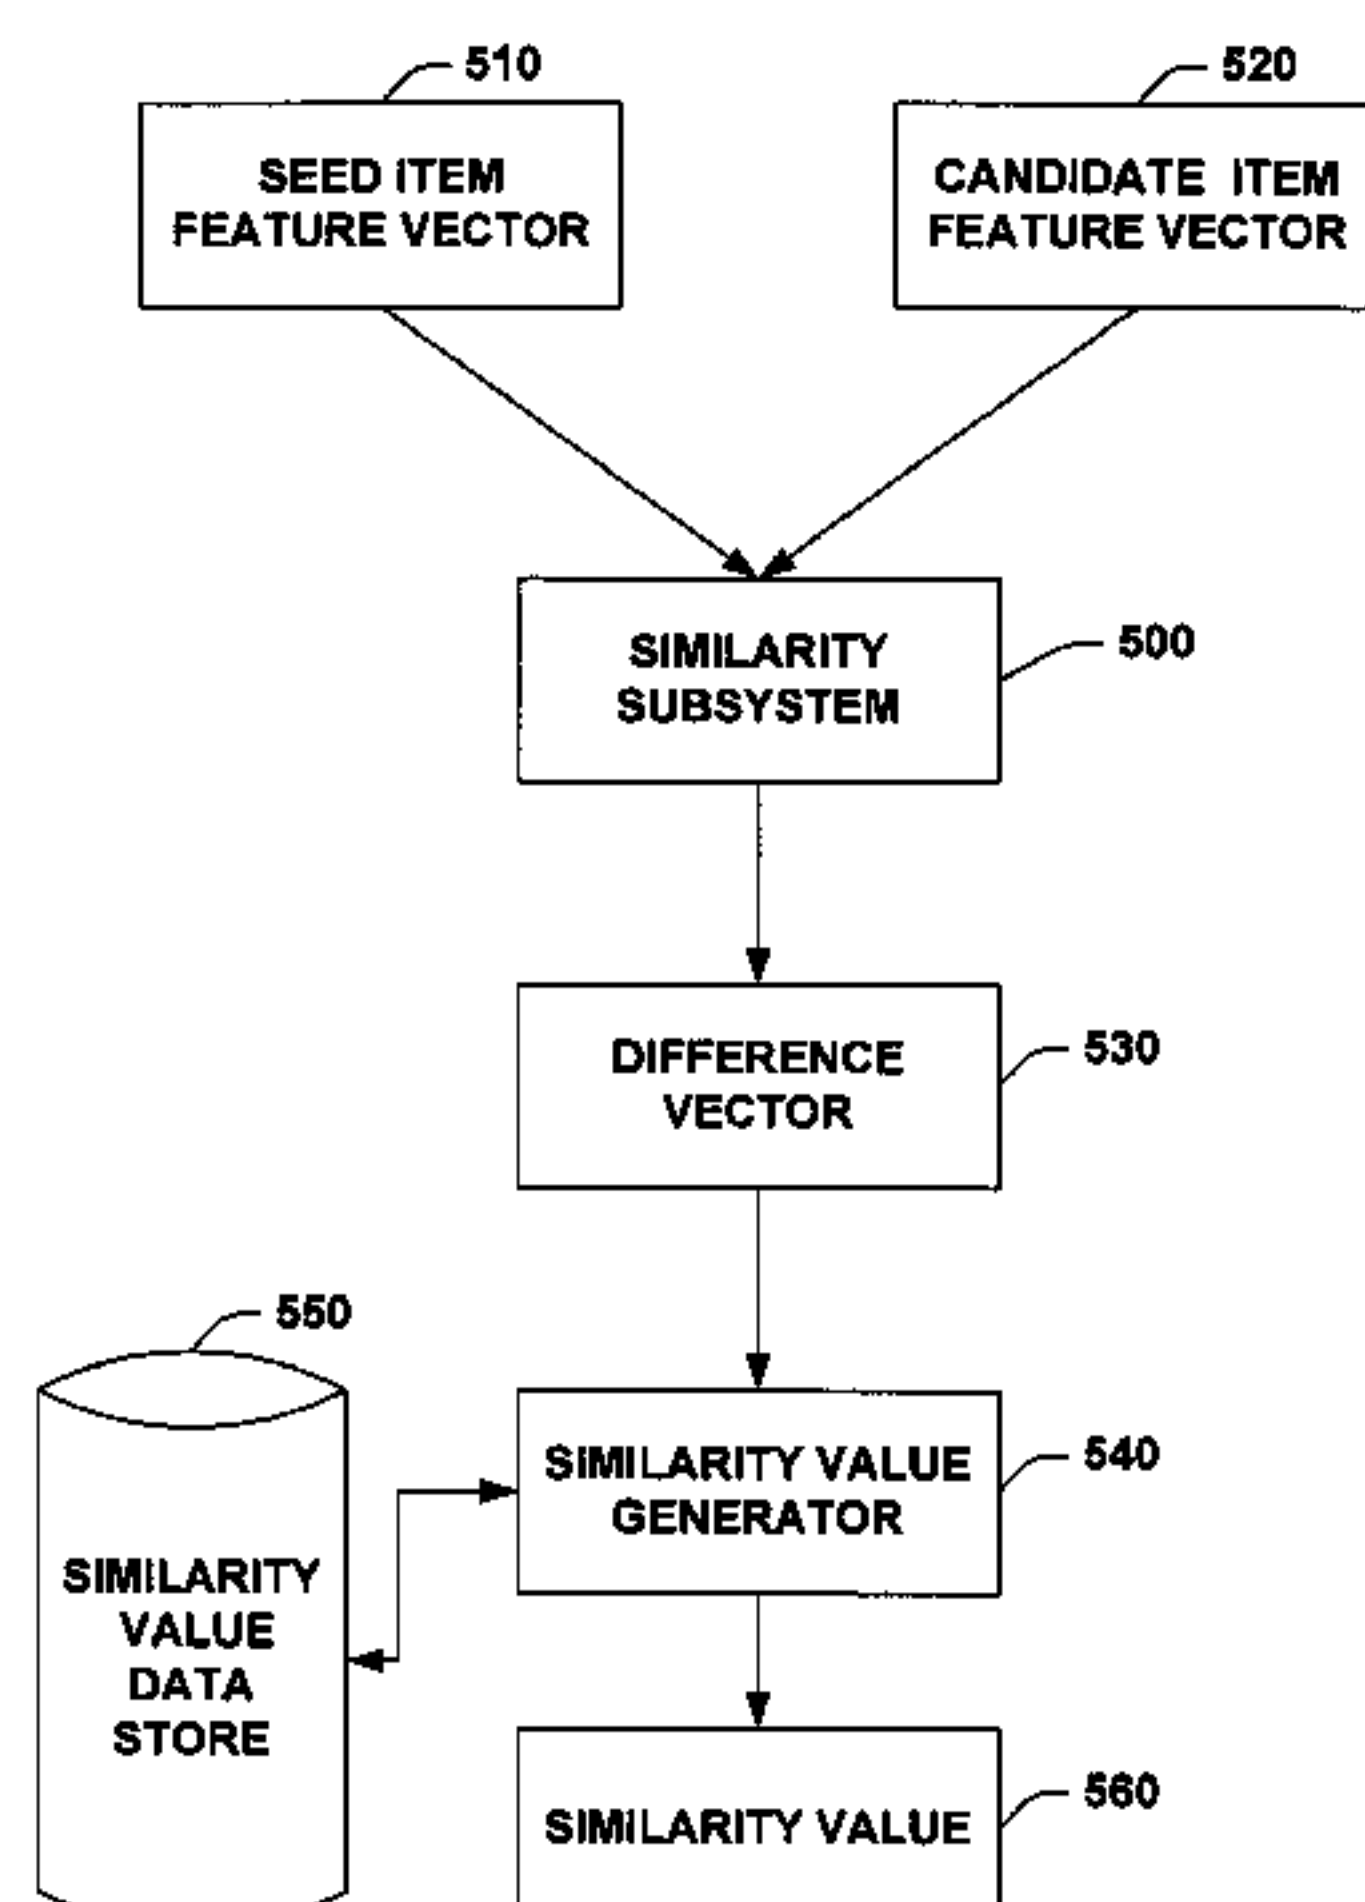 510
SEED ITEM
FEATURE VECTOR
520
CANDIDATE ITEM
FEATURE VECTOR
SIMILARITY
SUBSYSTEM
500
DIFFERENCE
VECTOR
530
550
SIMILARITY
VALUE
DATA
STORE
SIMILARITY VALUE
GENERATOR
540
SIMILARITY VALUE
560